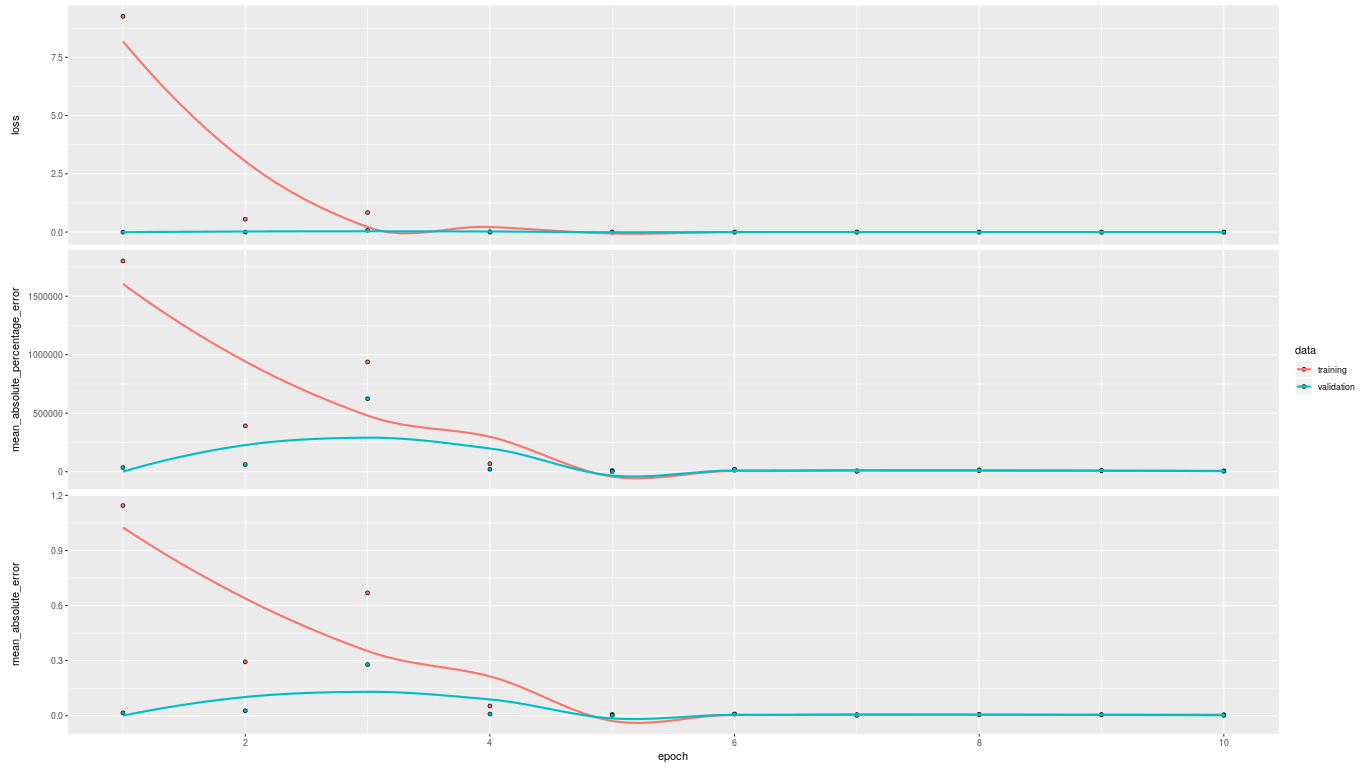 loss
7.5
5.0
2.5
0.0
mean_absolute_percentage_error
1500000
1000000
500000
0
mean_absolute_error
1.2
0.9
0.6
0.3
0.0
2
4
6
8
10
epoch
data
training
validation